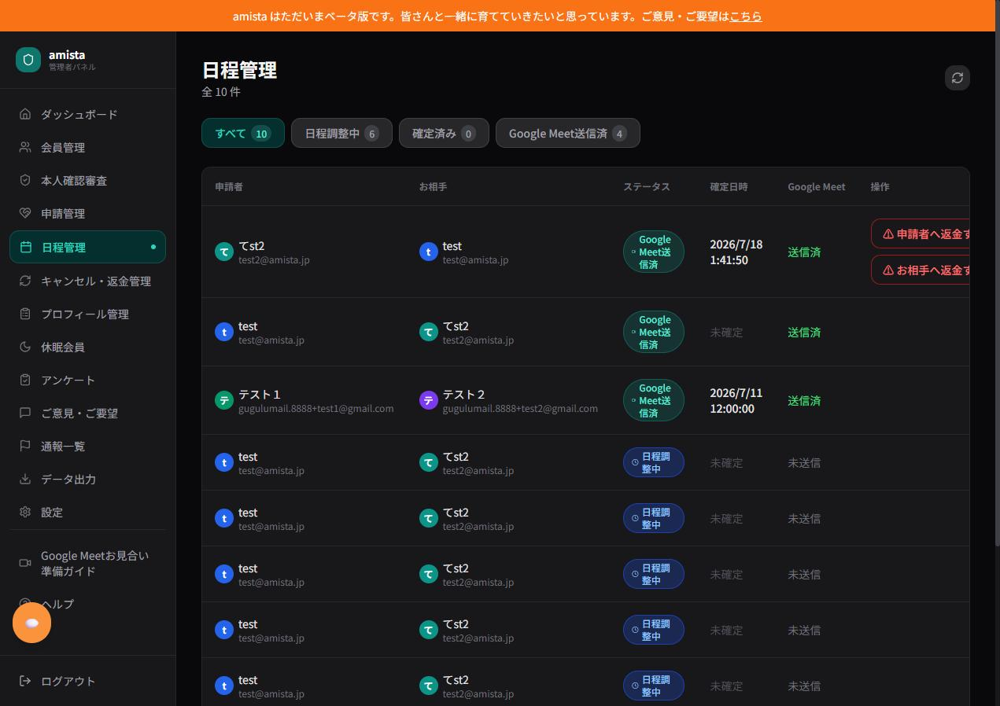 amista はただいまベータ版です。皆さんと一緒に育てていきたいと思っています。ご意見・ご要望はこちら
amista
管理者パネル
ダッシュボード
会員管理
本人確認審査
申請管理
日程管理
キャンセル・返金管理
プロフィール管理
休眠会員
アンケート
ご意見・ご要望
通報一覧
データ出力
設定
Google Meetお見合い
準備ガイド
ヘルプ
ログアウト
日程管理
全 10 件
すべて 10
日程調整中 6
確定済み 0
Google Meet送信済 4
申請者 お相手 ステータス 確定日時 Google Meet 操作
て てst2
test2@amista.jp
t test
test@amista.jp
Google
Meet送
信済
2026/7/18
1:41:50
送信済
申請者へ返金す
お相手へ返金す
t test
test@amista.jp
て てst2
test2@amista.jp
Google
Meet送
信済
未確定
送信済
テ テスト１
gugulumail.8888+test1@gmail.com
テ テスト２
gugulumail.8888+test2@gmail.com
Google
Meet送
信済
2026/7/11
12:00:00
送信済
t test
test@amista.jp
て てst2
test2@amista.jp
日程調
整中
未確定
未送信
t test
test@amista.jp
て てst2
test2@amista.jp
日程調
整中
未確定
未送信
t test
test@amista.jp
て てst2
test2@amista.jp
日程調
整中
未確定
未送信
t test
test@amista.jp
て てst2
test2@amista.jp
日程調
整中
未確定
未送信
t test
test@amista.jp
て てst2
test2@amista.jp
日程調
整中
未確定
未送信